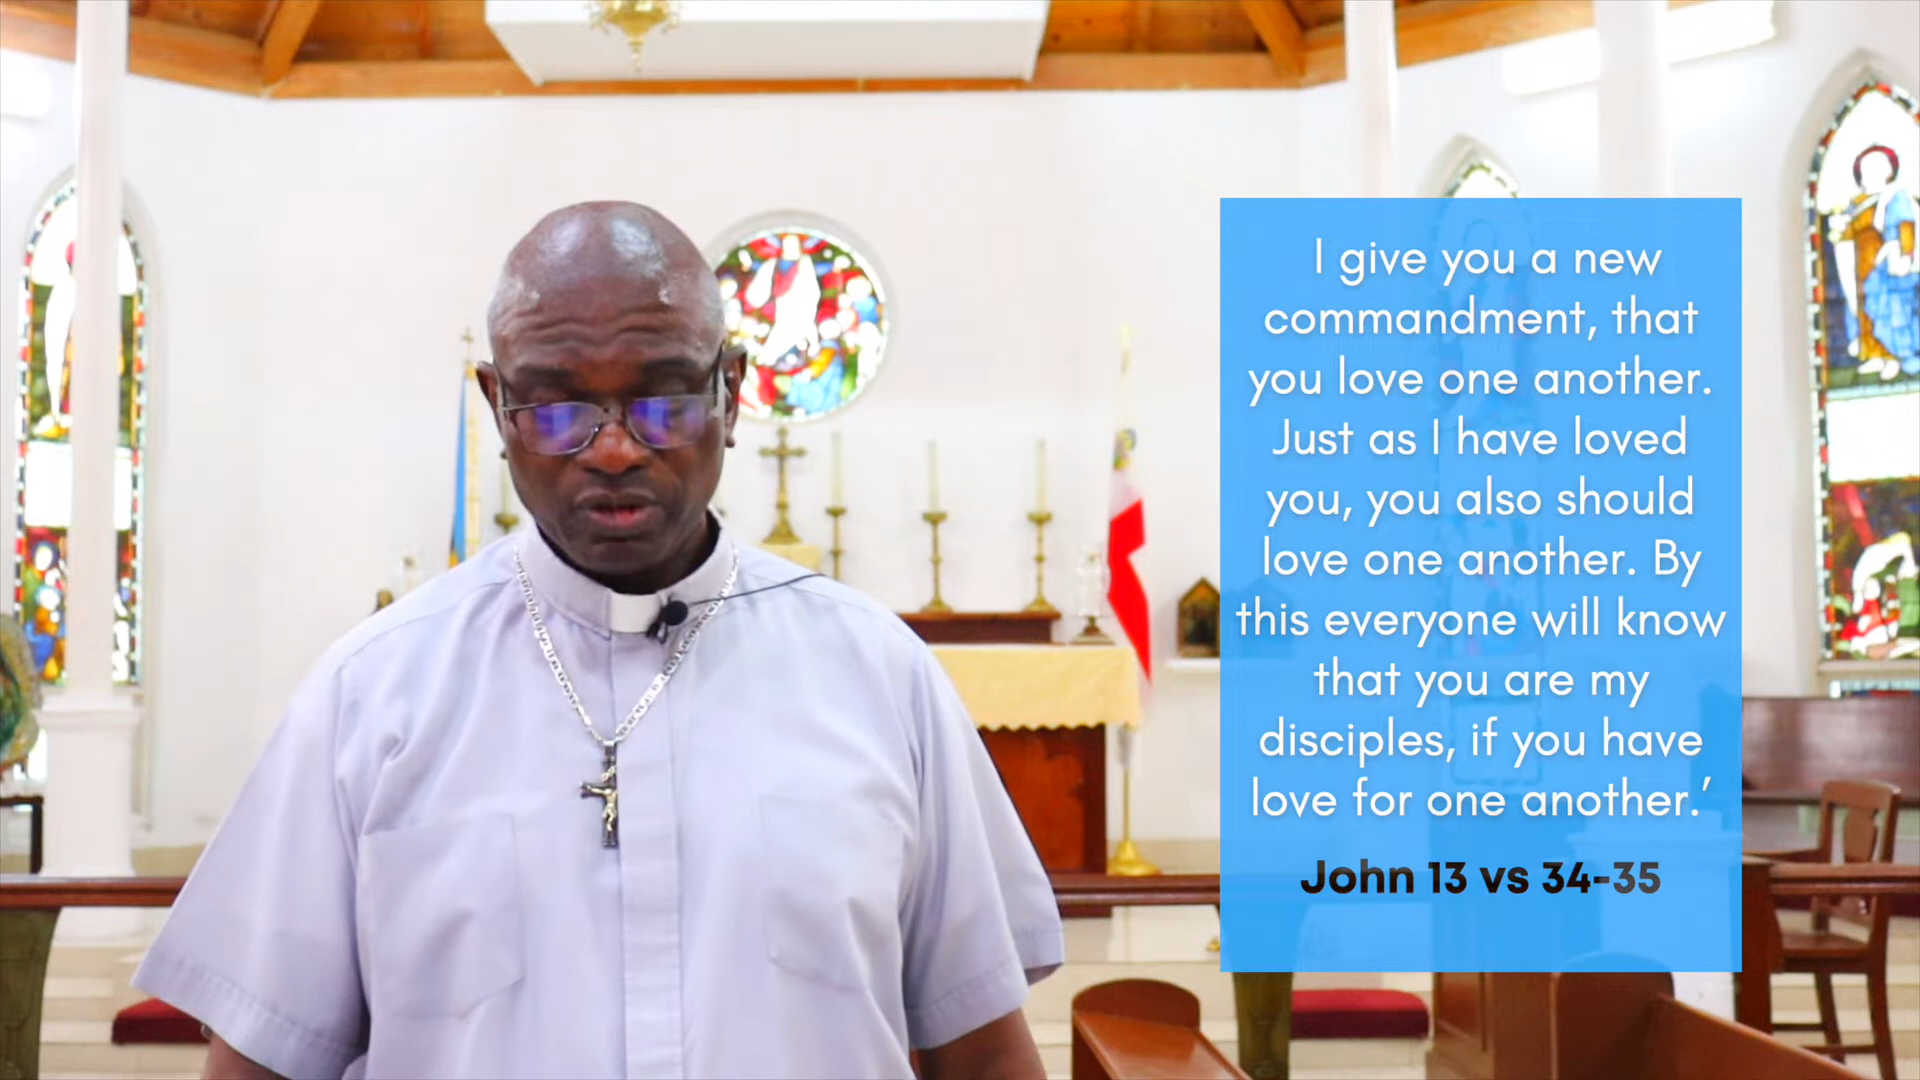 I give you a new
commandment, that
you love one another.
Just as I have loved
you, you also should
love one another. By
this everyone will know
that you are my
disciples, if you have
love for one another.’
John 13 vs 34-35